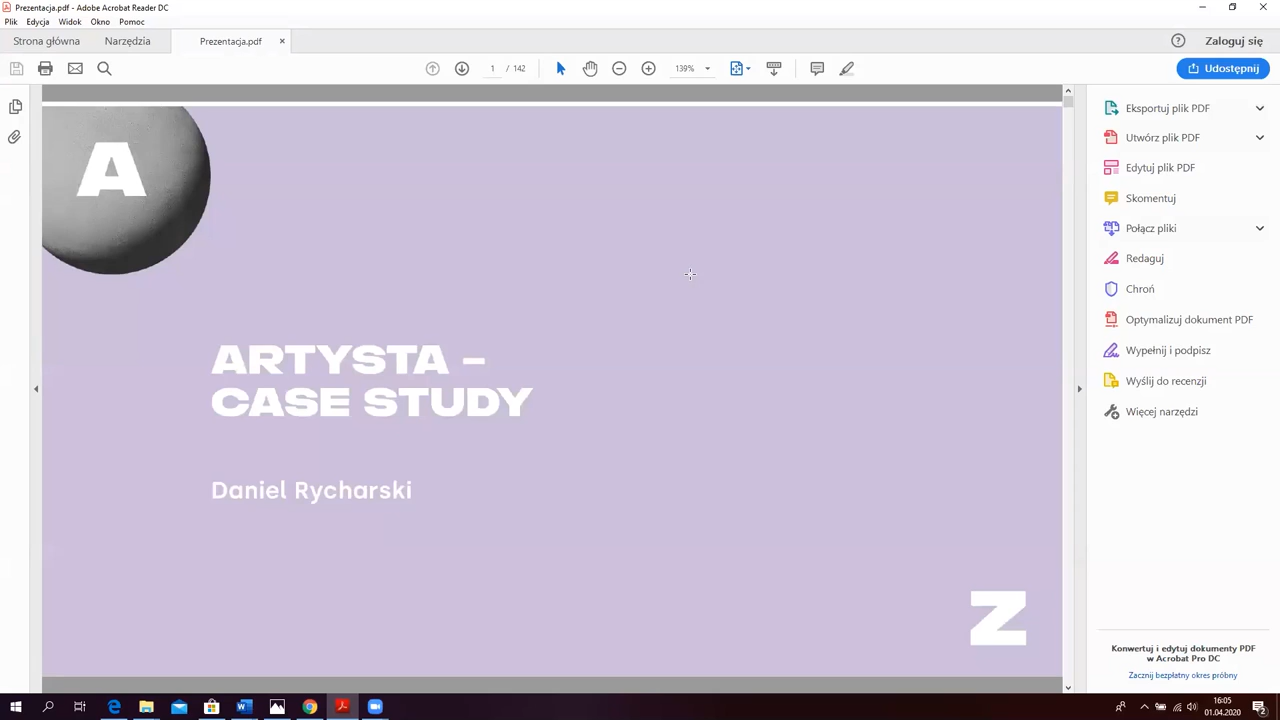 Prezentacja.pdf - Adobe Acrobat Reader DC
Plik Edycja Widok Okno Pomoc
Strona główna Narzędzia Prezentacja.pdf × Zaloguj się
1 / 142 139% Udostępnij
A
ARTYSTA –
CASE STUDY
Daniel Rycharski
Z
Eksportuj plik PDF
Utwórz plik PDF
Edytuj plik PDF
Skomentuj
Połącz pliki
Redaguj
Chroń
Optymalizuj dokument PDF
Wypełnij i podpisz
Wyślij do recenzji
Więcej narzędzi
Konwertuj i edytuj dokumenty PDF
w Acrobat Pro DC
Zacznij bezpłatny okres próbny
16:05
01.04.2020
2